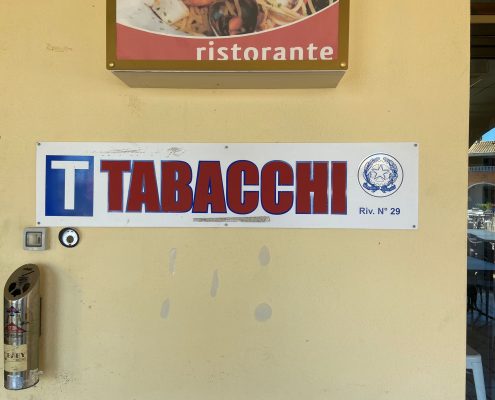 ristorante
T TABACCHI
Riv. N° 29